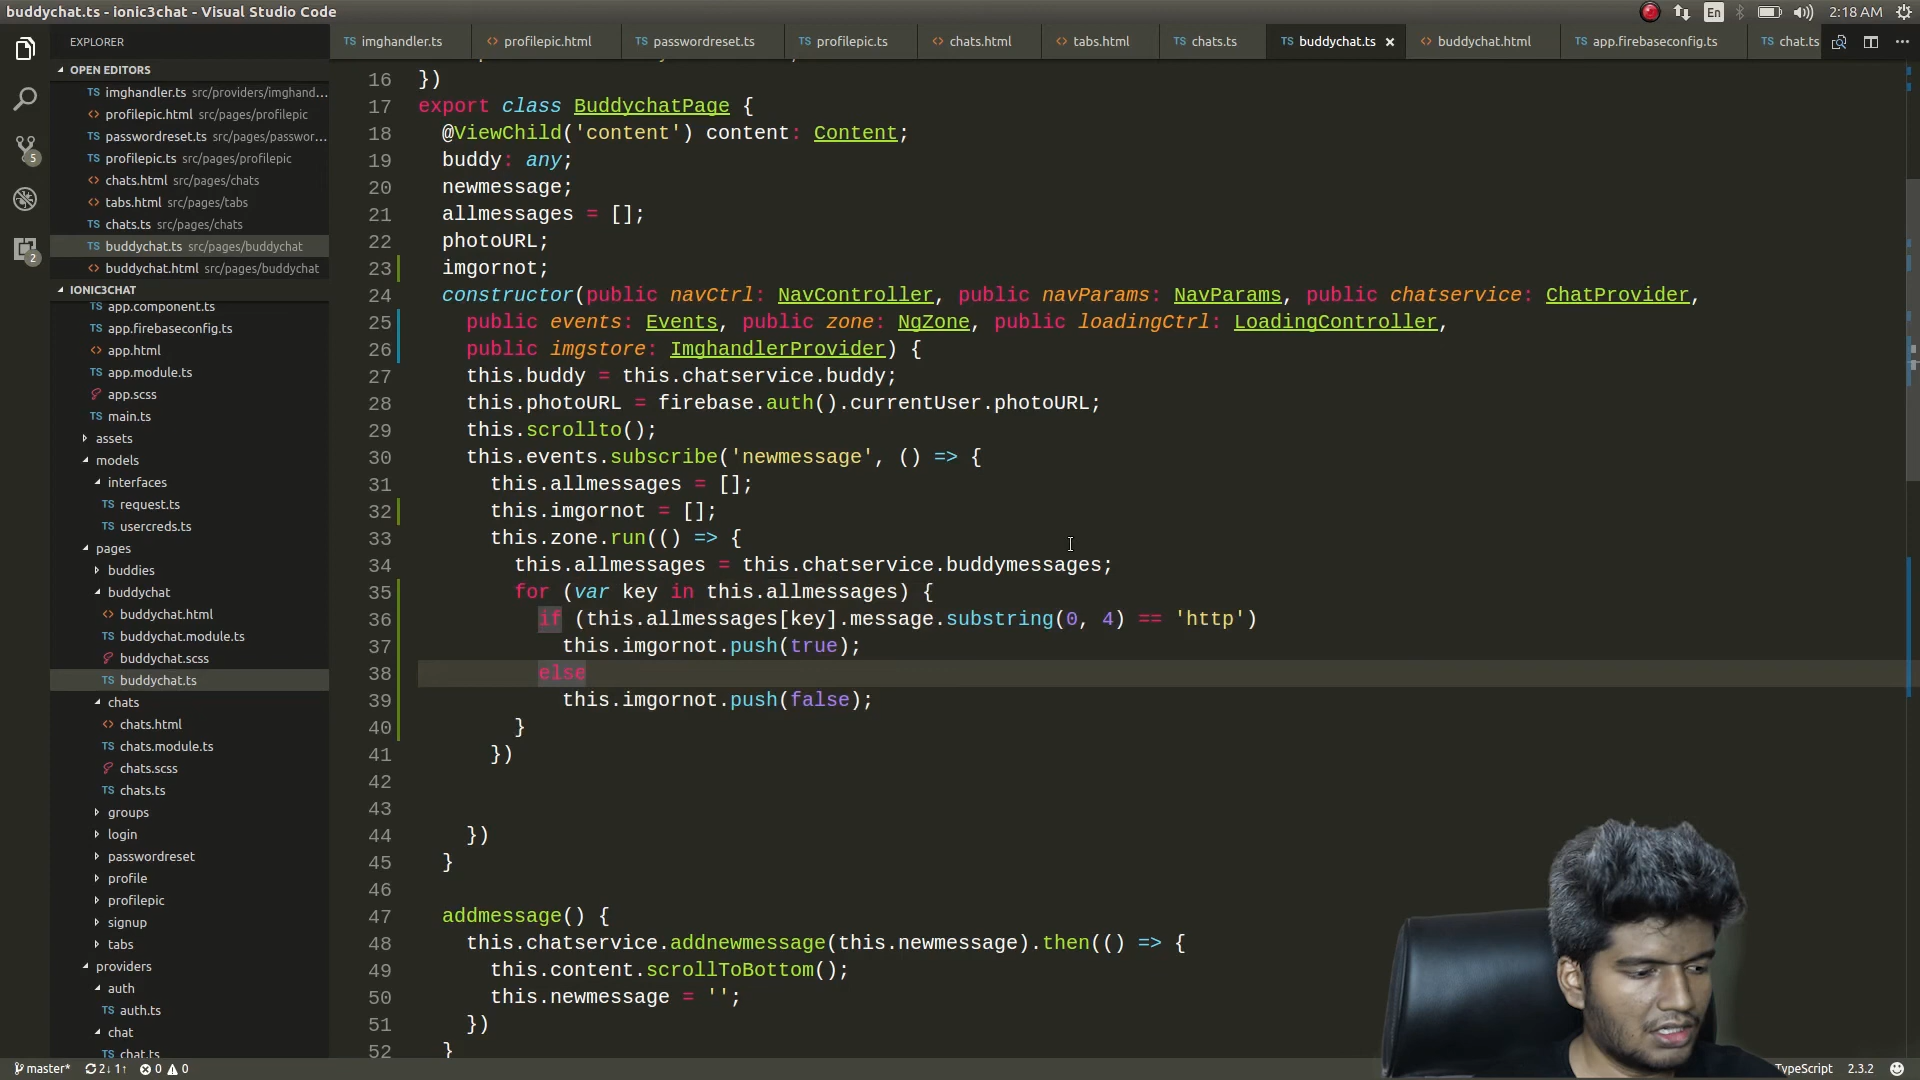 buddychat.ts - ionic3chat - Visual Studio Code
En
2:18 AM
EXPLORER
imghandler.ts
profilepic.html
passwordreset.ts
profilepic.ts
chats.html
tabs.html
chats.ts
buddychat.ts
buddychat.html
app.firebaseconfig.ts
chat.ts
OPEN EDITORS
imghandler.ts src/providers/imghand...
profilepic.html src/pages/profilepic
passwordreset.ts src/pages/passwor...
profilepic.ts src/pages/profilepic
chats.html src/pages/chats
tabs.html src/pages/tabs
chats.ts src/pages/chats
buddychat.ts src/pages/buddychat
buddychat.html src/pages/buddychat
IONIC3CHAT
app.component.ts
app.firebaseconfig.ts
app.html
app.module.ts
app.scss
main.ts
assets
models
interfaces
request.ts
usercreds.ts
pages
buddies
buddychat
buddychat.html
buddychat.module.ts
buddychat.scss
buddychat.ts
chats
chats.html
chats.module.ts
chats.scss
chats.ts
groups
login
passwordreset
profile
profilepic
signup
tabs
providers
auth
auth.ts
chat
chat.ts
5
2
16 })
17 export class BuddychatPage {
18 @ViewChild('content') content: Content;
19 buddy: any;
20 newmessage;
21 allmessages = [];
22 photoURL;
23 imgornot;
24 constructor(public navCtrl: NavController, public navParams: NavParams, public chatservice: ChatProvider,
25 public events: Events, public zone: NgZone, public loadingCtrl: LoadingController,
26 public imgstore: ImghandlerProvider) {
27 this.buddy = this.chatservice.buddy;
28 this.photoURL = firebase.auth().currentUser.photoURL;
29 this.scrollto();
30 this.events.subscribe('newmessage', () => {
31 this.allmessages = [];
32 this.imgornot = [];
33 this.zone.run(() => {
34 this.allmessages = this.chatservice.buddymessages;
35 for (var key in this.allmessages) {
36 if (this.allmessages[key].message.substring(0, 4) == 'http')
37 this.imgornot.push(true);
38 else
39 this.imgornot.push(false);
40 }
41 })
42
43
44 })
45 }
46
47 addmessage() {
48 this.chatservice.addnewmessage(this.newmessage).then(() => {
49 this.content.scrollToBottom();
50 this.newmessage = '';
51 })
52 }
master* 2↓ 1↑ 0 0
TypeScript 2.3.2